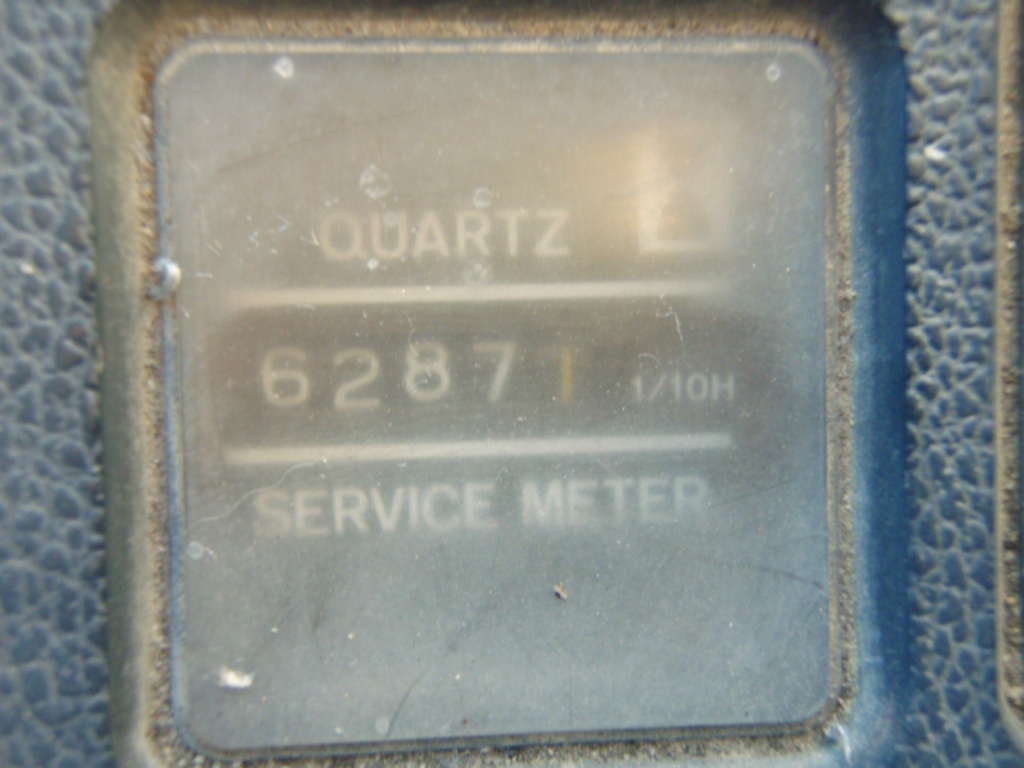 QUARTZ
62871 1/10H
SERVICE METER